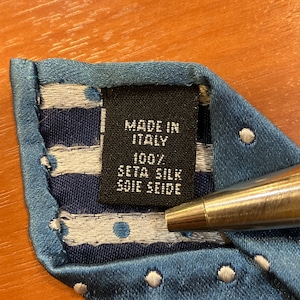 MADE IN
ITALY
100%
SETA SILK
SOIE SEIDE